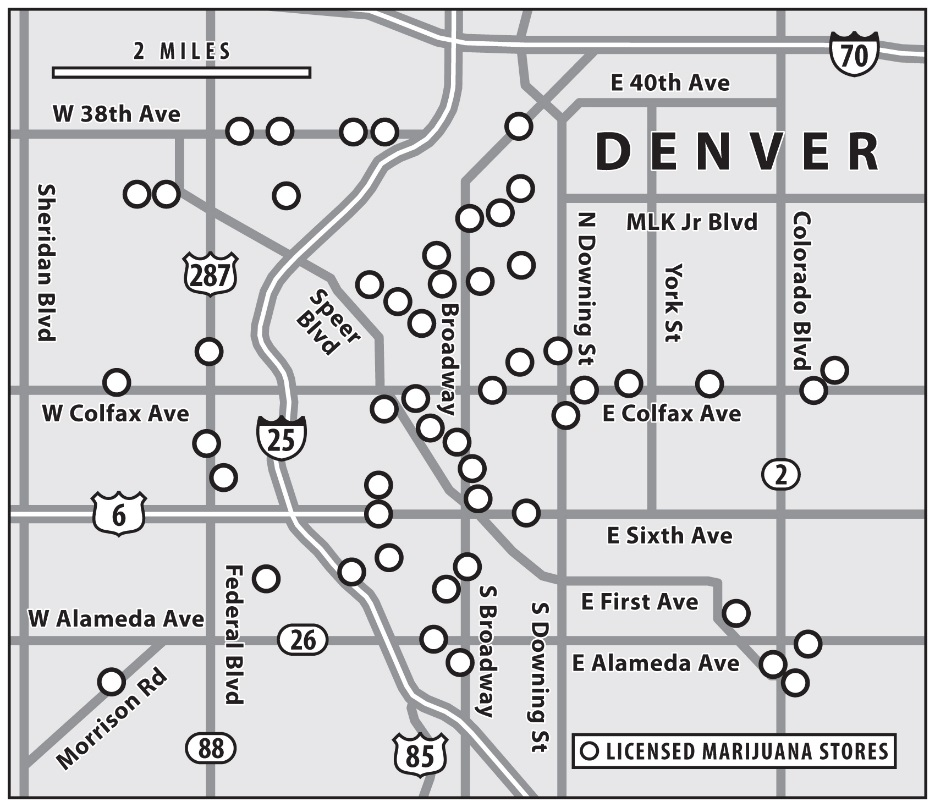 2 MILES
70
E 40th Ave
W 38th Ave
DENVER
Sheridan Blvd
MLK Jr Blvd
N Downing St
Colorado Blvd
287
York St
Speer
Blvd
Broadway
W Colfax Ave
E Colfax Ave
25
2
6
E Sixth Ave
Federal Blvd
S Broadway
S Downing St
E First Ave
W Alameda Ave
26
E Alameda Ave
Morrison Rd
88
85
LICENSED MARIJUANA STORES